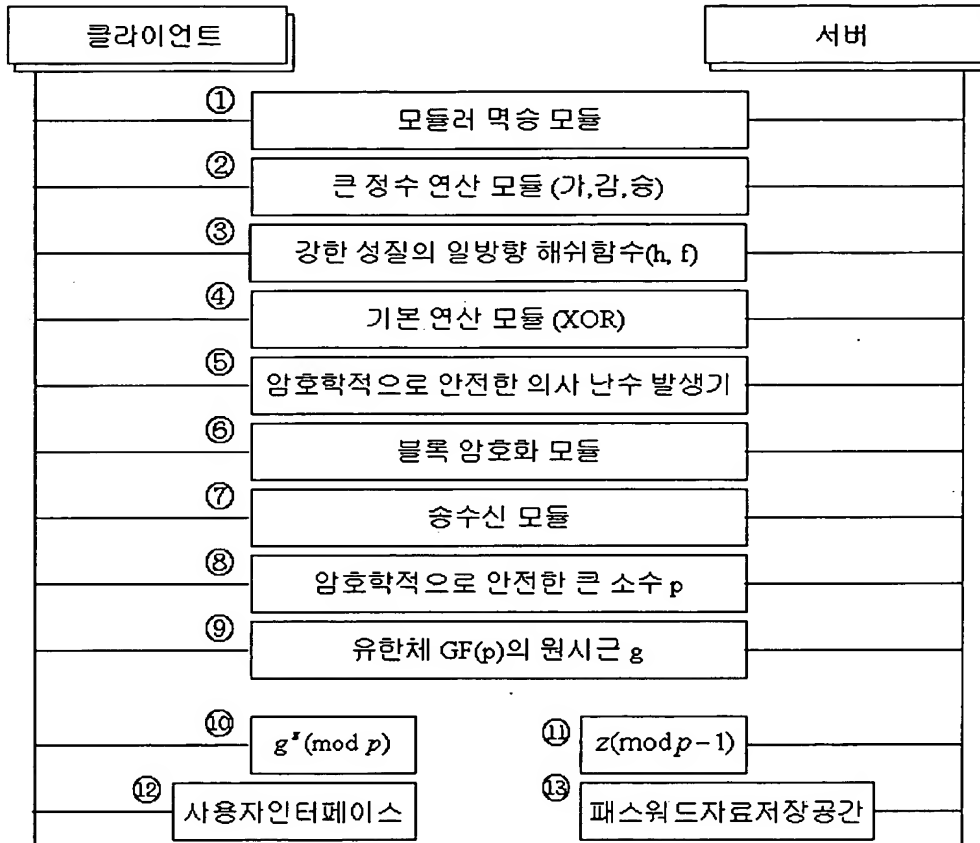 클라이언트
서버
① 모듈러 멱승 모듈
② 큰 정수 연산 모듈 (가,감,승)
③ 강한 성질의 일방향 해쉬함수(h, f)
④ 기본 연산 모듈 (XOR)
⑤ 암호학적으로 안전한 의사 난수 발생기
⑥ 블록 암호화 모듈
⑦ 송수신 모듈
⑧ 암호학적으로 안전한 큰 소수 p
⑨ 유한체 GF(p)의 원시근 g
⑩ gᶻ(mod p)
⑪ z(mod p-1)
⑫ 사용자인터페이스
⑬ 패스워드자료저장공간